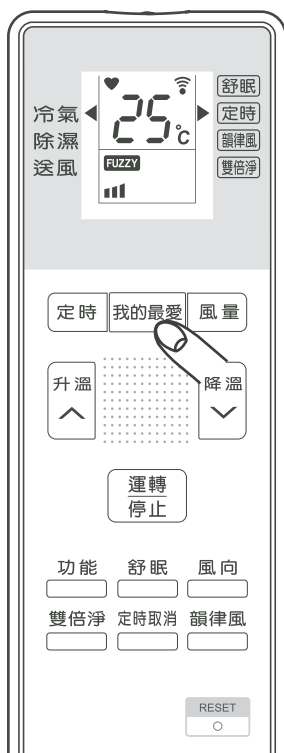 冷氣 25℃ 舒眠
除濕 定時
送風 FUZZY 韻律風
雙倍淨
定時 我的最愛 風量
升溫 降溫
運轉
停止
功能 舒眠 風向
雙倍淨 定時取消 韻律風
RESET